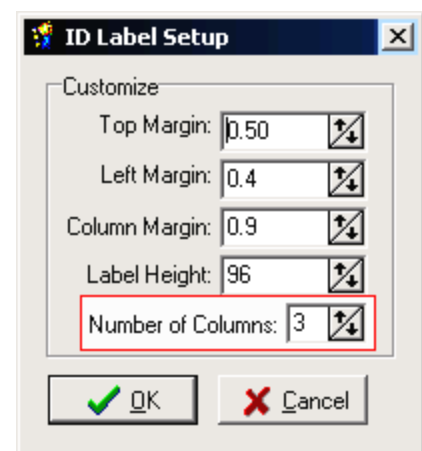 ID Label Setup
Customize
Top Margin: 0.50
Left Margin: 0.4
Column Margin: 0.9
Label Height: 96
Number of Columns: 3
OK Cancel